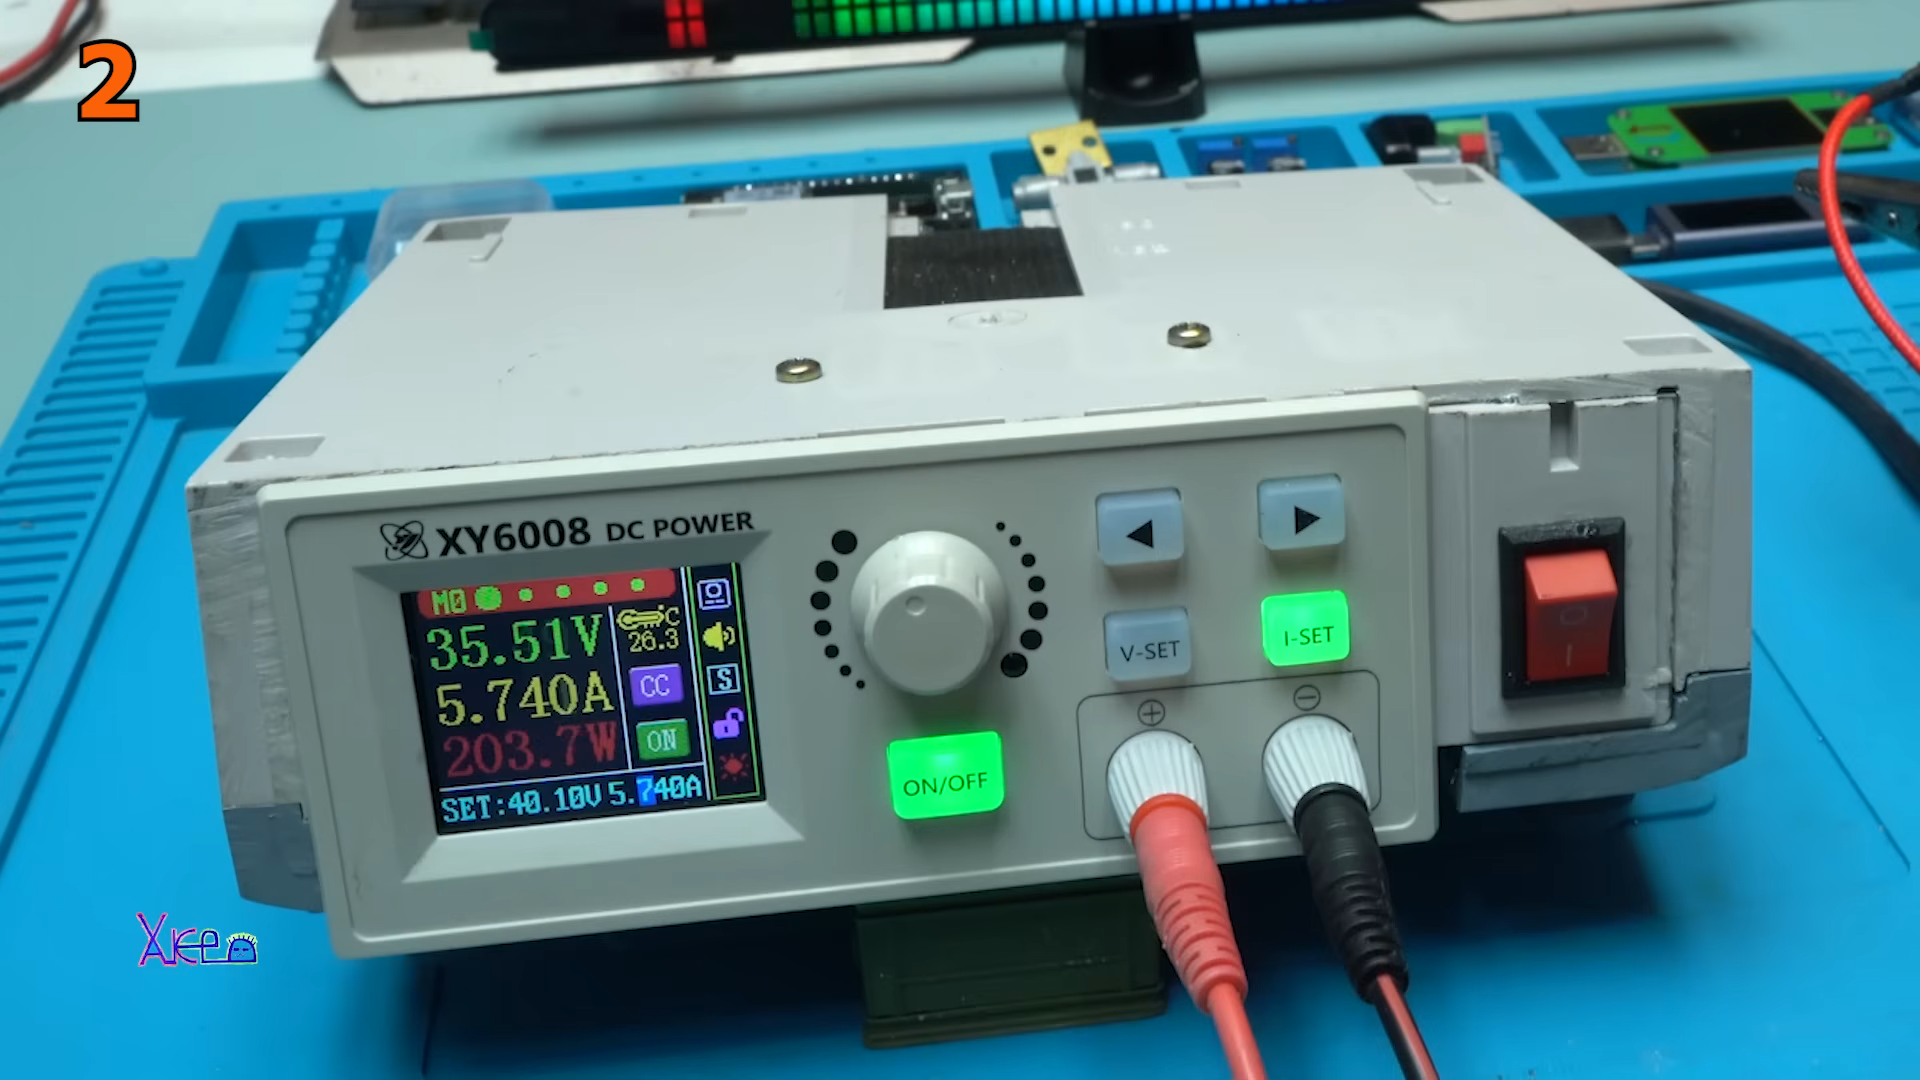 2
XY6008 DC POWER
M0
35.51V
°C
26.3
5.740A
CC
203.7W
ON
S
SET:40.10V 5.740A
V-SET
I-SET
ON/OFF
Xkep